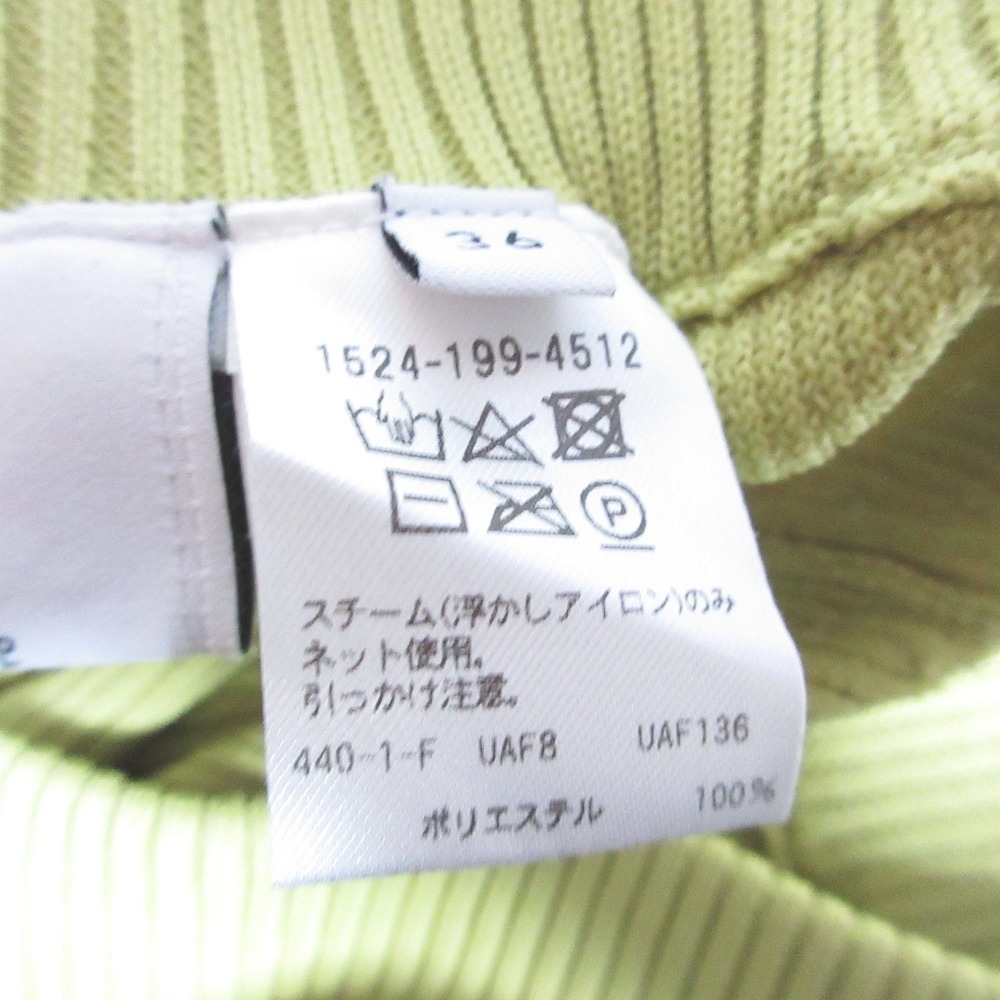 36
1524-199-4512
P
スチーム(浮かしアイロン)のみ
ネット使用。
引っかけ注意。
440-1-F UAF8 UAF136
ポリエステル 100%